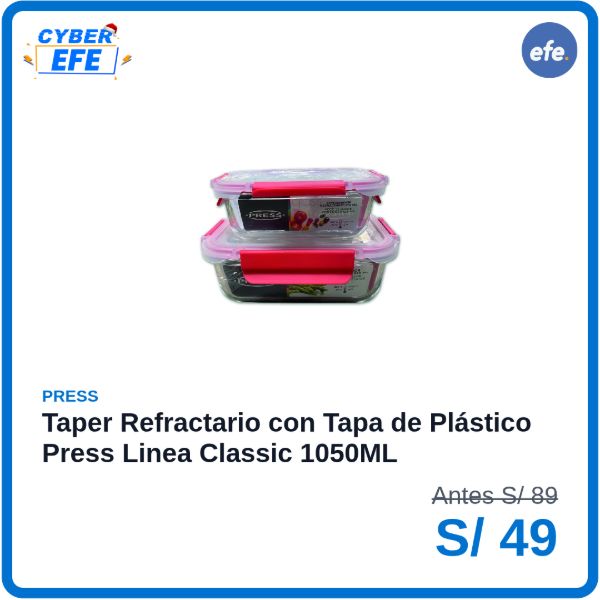 CYBER
EFE
efe.
PRESS
PRESS
Taper Refractario con Tapa de Plástico
Press Linea Classic 1050ML
Antes S/ 89
S/ 49